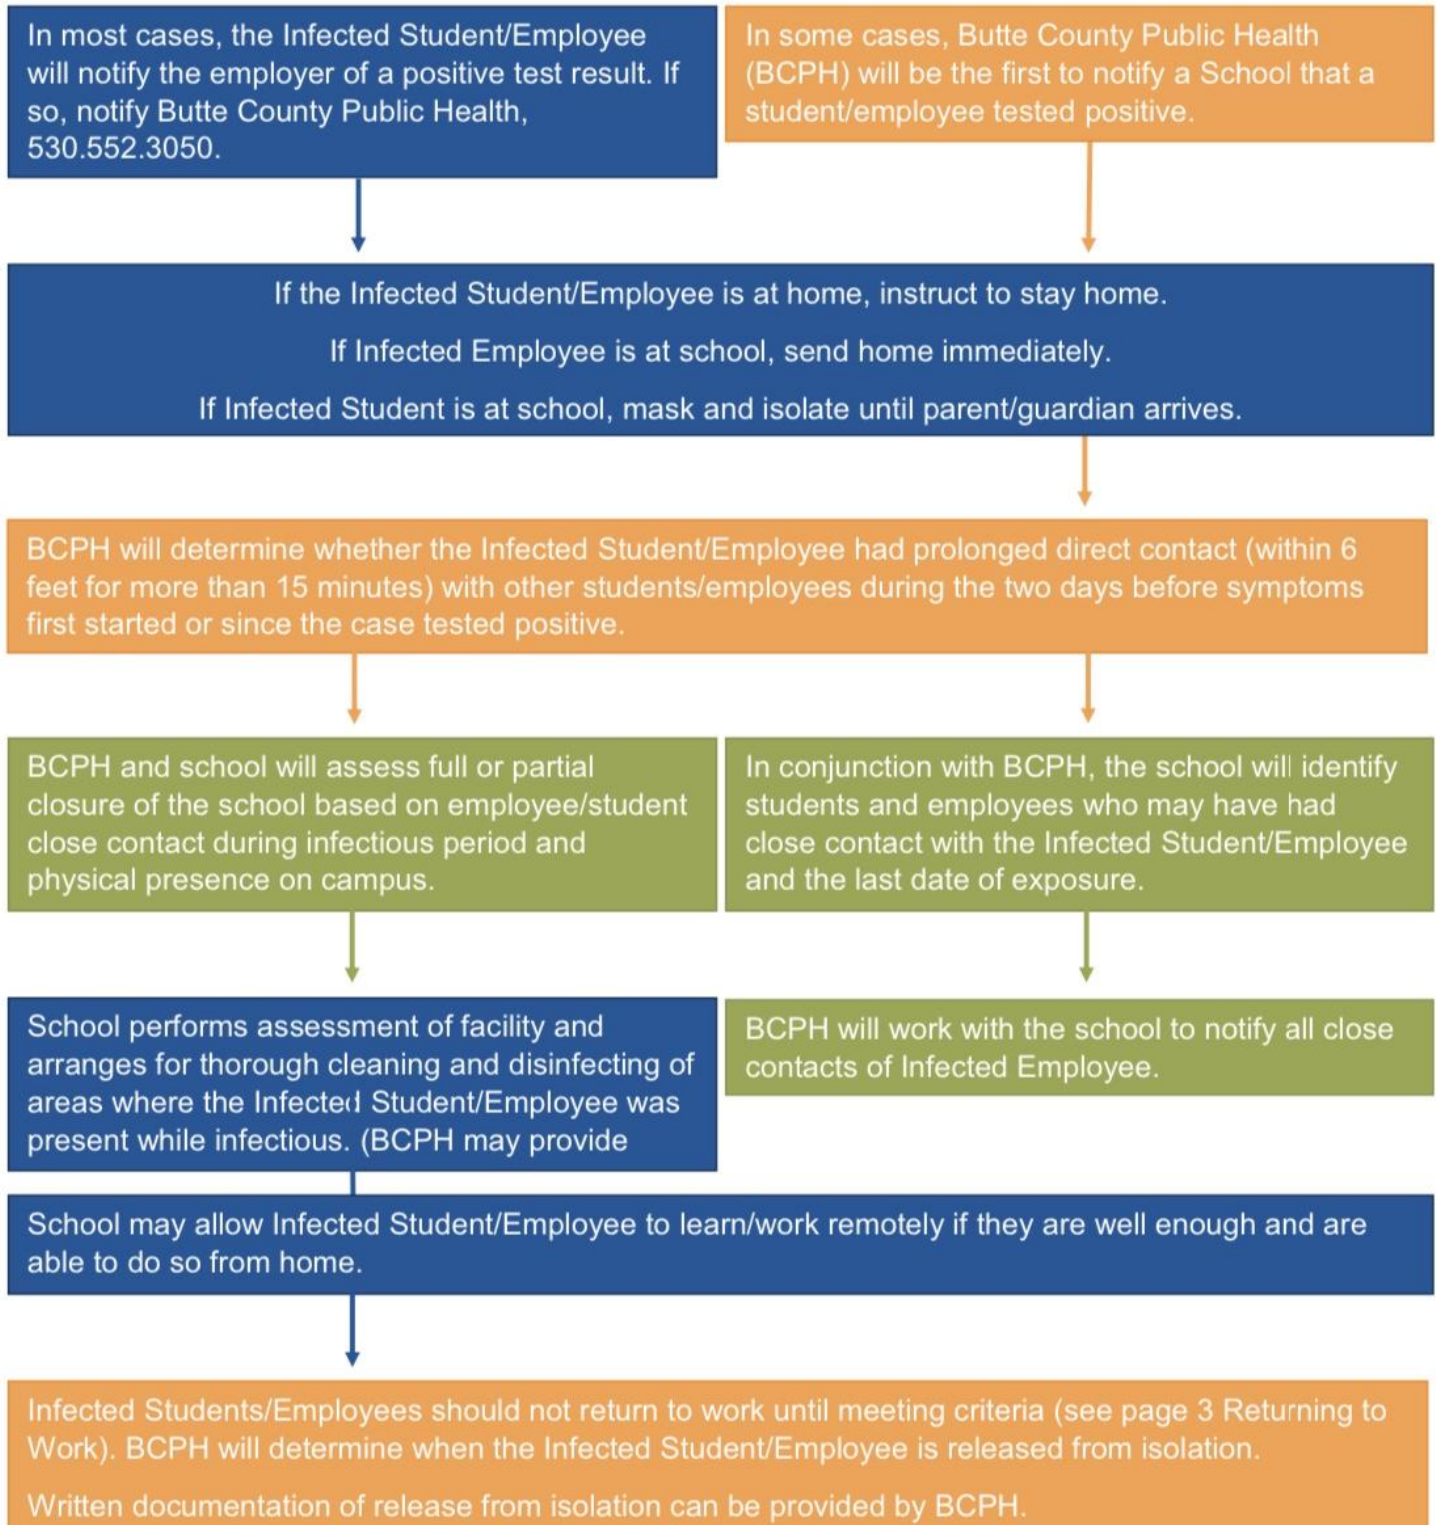 In most cases, the Infected Student/Employee
will notify the employer of a positive test result. If
so, notify Butte County Public Health,
530.552.3050.
In some cases, Butte County Public Health
(BCPH) will be the first to notify a School that a
student/employee tested positive.
If the Infected Student/Employee is at home, instruct to stay home.
If Infected Employee is at school, send home immediately.
If Infected Student is at school, mask and isolate until parent/guardian arrives.
BCPH will determine whether the Infected Student/Employee had prolonged direct contact (within 6
feet for more than 15 minutes) with other students/employees during the two days before symptoms
first started or since the case tested positive.
BCPH and school will assess full or partial
closure of the school based on employee/student
close contact during infectious period and
physical presence on campus.
In conjunction with BCPH, the school will identify
students and employees who may have had
close contact with the Infected Student/Employee
and the last date of exposure.
School performs assessment of facility and
arranges for thorough cleaning and disinfecting of
areas where the Infected Student/Employee was
present while infectious. (BCPH may provide
BCPH will work with the school to notify all close
contacts of Infected Employee.
School may allow Infected Student/Employee to learn/work remotely if they are well enough and are
able to do so from home.
Infected Students/Employees should not return to work until meeting criteria (see page 3 Returning to
Work). BCPH will determine when the Infected Student/Employee is released from isolation.
Written documentation of release from isolation can be provided by BCPH.